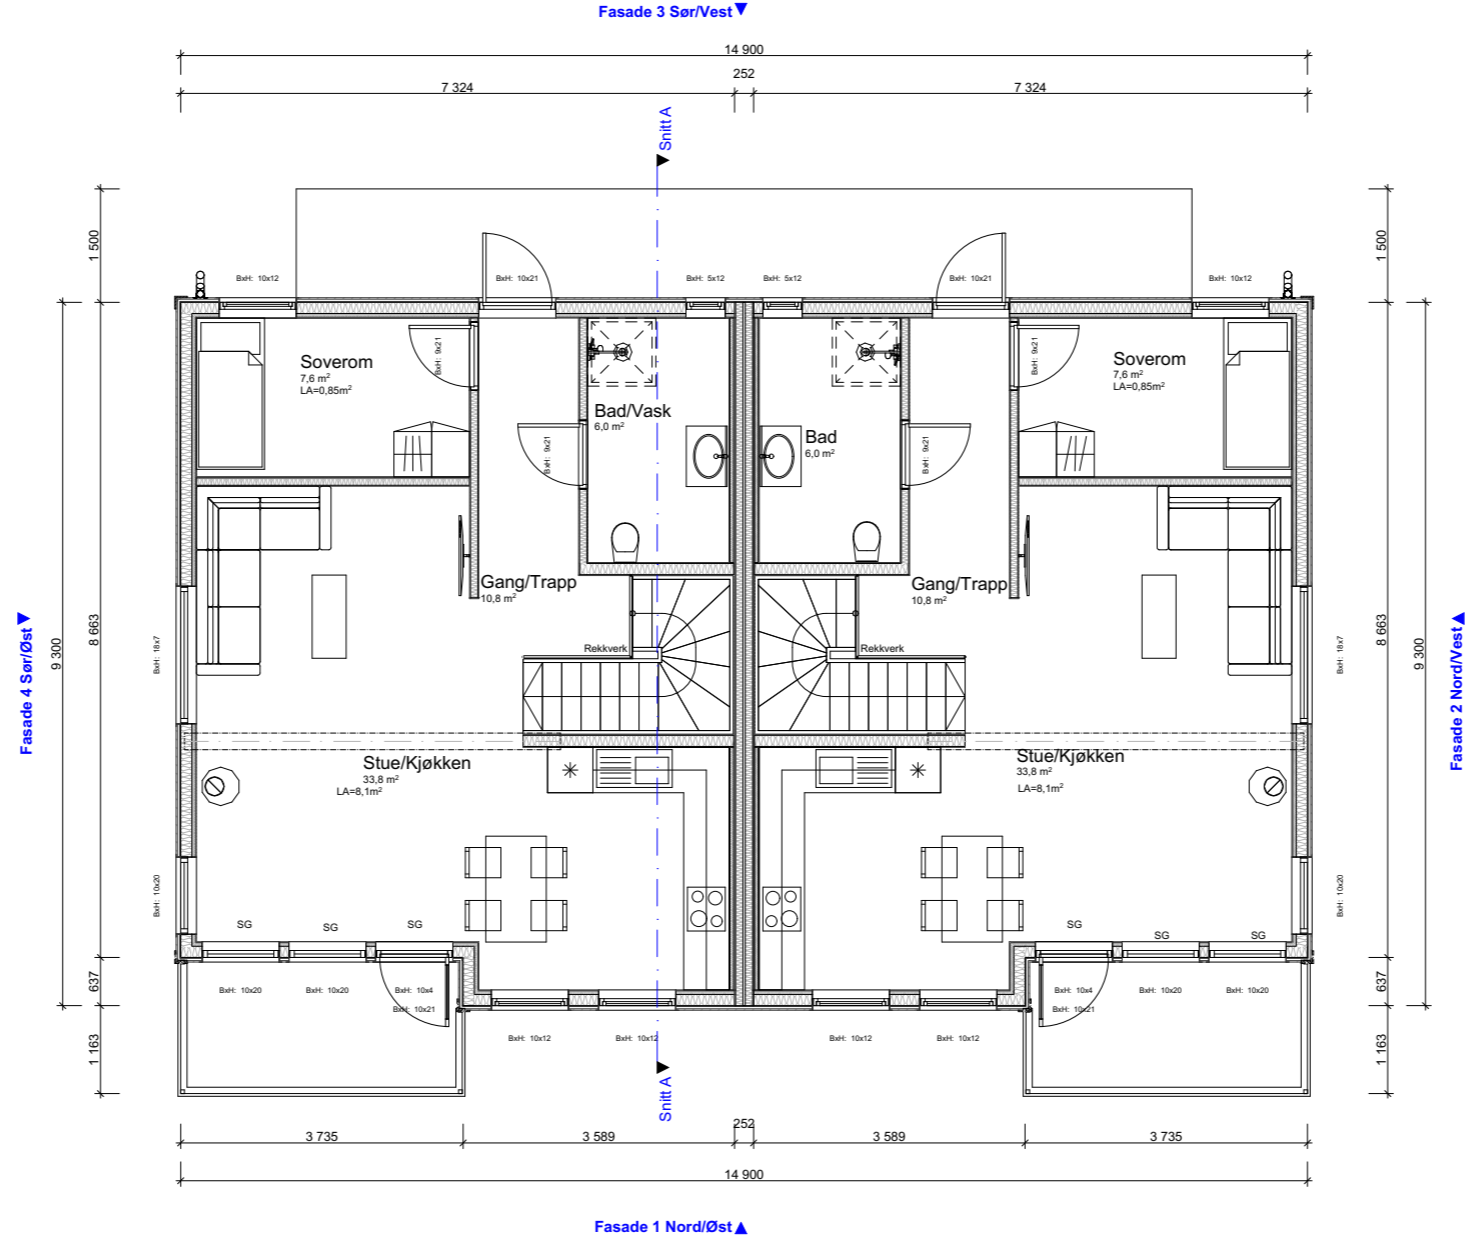 Fasade 3 Sør/Vest
14 900
252
7 324
7 324
Snitt A
1 500
1 500
BxH: 10x12
BxH: 10x21
BxH: 5x12
BxH: 5x12
BxH: 10x21
BxH: 10x12
Soverom
7,6 m²
LA=0,85m²
BxH: 9x21
BxH: 9x21
Soverom
7,6 m²
LA=0,85m²
Bad/Vask
6,0 m²
BxH: 9x21
Bad
6,0 m²
BxH: 9x21
Gang/Trapp
10,8 m²
Gang/Trapp
10,8 m²
Fasade 4 Sør/Øst
9 300
8 663
BxH: 18x7
Rekkverk
Rekkverk
BxH: 18x7
8 663
9 300
Fasade 2 Nord/Vest
Stue/Kjøkken
33,8 m²
LA=8,1m²
Stue/Kjøkken
33,8 m²
LA=8,1m²
BxH: 10x20
BxH: 10x20
SG
SG
SG
SG
SG
SG
637
637
BxH: 10x20
BxH: 10x20
BxH: 10x4
BxH: 10x21
BxH: 10x4
BxH: 10x21
BxH: 10x20
BxH: 10x20
1 163
1 163
BxH: 10x12
BxH: 10x12
BxH: 10x12
BxH: 10x12
Snitt A
252
3 735
3 589
3 589
3 735
14 900
Fasade 1 Nord/Øst